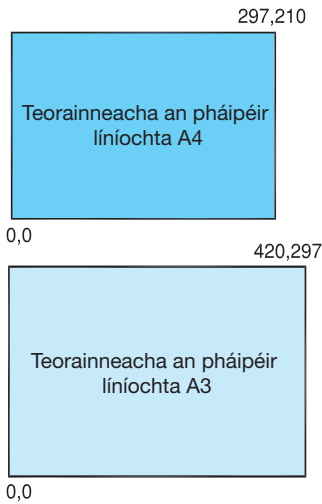 297,210
Teorainneacha an pháipéir
líníochta A4
0,0
420,297
Teorainneacha an pháipéir
líníochta A3
0,0